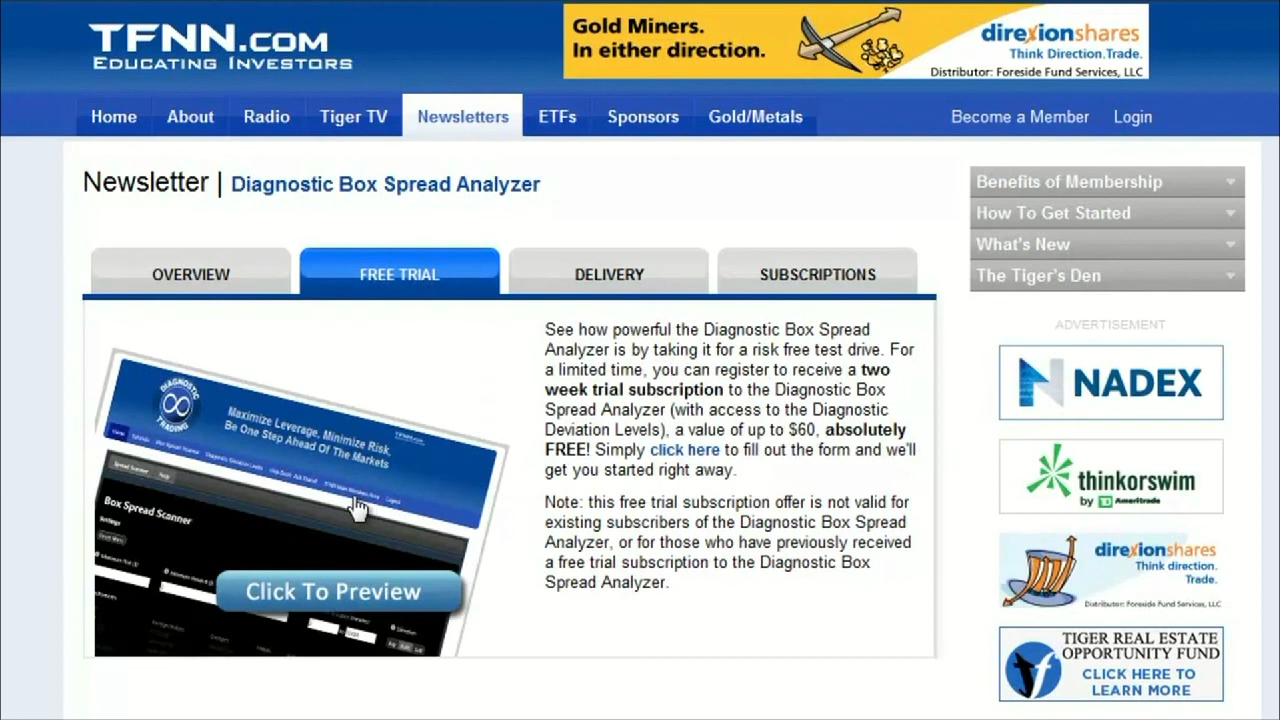 TFNN.COM
EDUCATING INVESTORS
Gold Miners.
In either direction.
direxionshares
Think Direction.Trade.
Distributor: Foreside Fund Services, LLC
Home About Radio Tiger TV Newsletters ETFs Sponsors Gold/Metals Become a Member Login
Newsletter | Diagnostic Box Spread Analyzer
Benefits of Membership
How To Get Started
What's New
The Tiger's Den
OVERVIEW FREE TRIAL DELIVERY SUBSCRIPTIONS
See how powerful the Diagnostic Box Spread
Analyzer is by taking it for a risk free test drive. For
a limited time, you can register to receive a two
week trial subscription to the Diagnostic Box
Spread Analyzer (with access to the Diagnostic
Deviation Levels), a value of up to $60, absolutely
FREE! Simply click here to fill out the form and we'll
get you started right away.
Note: this free trial subscription offer is not valid for
existing subscribers of the Diagnostic Box Spread
Analyzer, or for those who have previously received
a free trial subscription to the Diagnostic Box
Spread Analyzer.
DIAGNOSTIC
TRADING
Maximize Leverage, Minimize Risk.
Be One Step Ahead Of The Markets
TFNN.COM
Spread Scanner Help
Box Spread Scanner
Settings
Click To Preview
ADVERTISEMENT
NADEX
thinkorswim
by TD Ameritrade
direxionshares
Think direction.
Trade.
Distributor: Foreside Fund Services, LLC
TIGER REAL ESTATE
OPPORTUNITY FUND
CLICK HERE TO
LEARN MORE